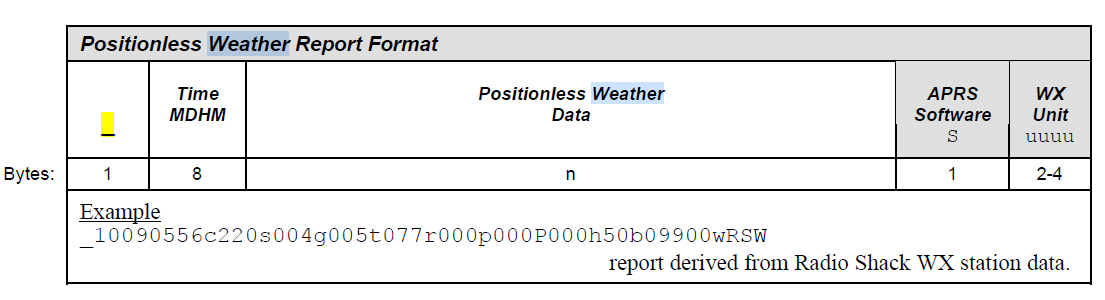 Positionless Weather Report Format
_
Time
MDHM
Positionless Weather
Data
APRS
Software
S
WX
Unit
uuuu
Bytes:
1
8
n
1
2-4
Example
_10090556c220s004g005t077r000p000P000h50b09900wRSW
report derived from Radio Shack WX station data.